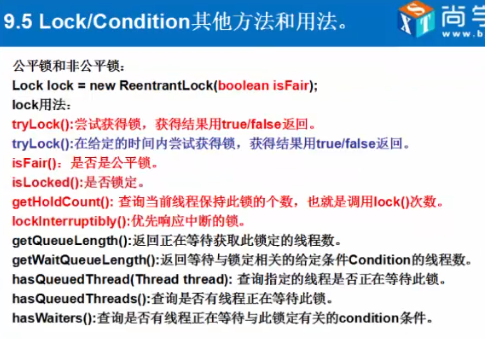 9.5 Lock/Condition其他方法和用法。
尚学
www.b
公平锁和非公平锁：
Lock lock = new ReentrantLock(boolean isFair);
lock用法：
tryLock():尝试获得锁，获得结果用true/false返回。
tryLock():在给定的时间内尝试获得锁，获得结果用true/false返回。
isFair()：是否是公平锁。
isLocked():是否锁定。
getHoldCount(): 查询当前线程保持此锁的个数，也就是调用lock()次数。
lockInterruptibly():优先响应中断的锁。
getQueueLength():返回正在等待获取此锁定的线程数。
getWaitQueueLength():返回等待与锁定相关的给定条件Condition的线程数。
hasQueuedThread(Thread thread): 查询指定的线程是否正在等待此锁。
hasQueuedThreads():查询是否有线程正在等待此锁。
hasWaiters():查询是否有线程正在等待与此锁定有关的condition条件。